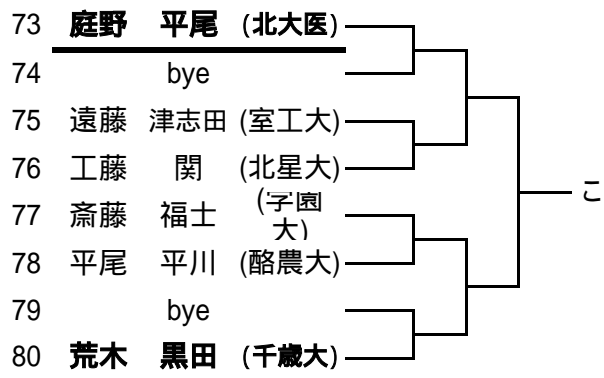 73 庭野 平尾 (北大医)
74 bye
75 遠藤 津志田 (室工大)
76 工藤 関 (北星大)
77 斎藤 福士 (学園大)
78 平尾 平川 (酪農大)
79 bye
80 荒木 黒田 (千歳大)
こ